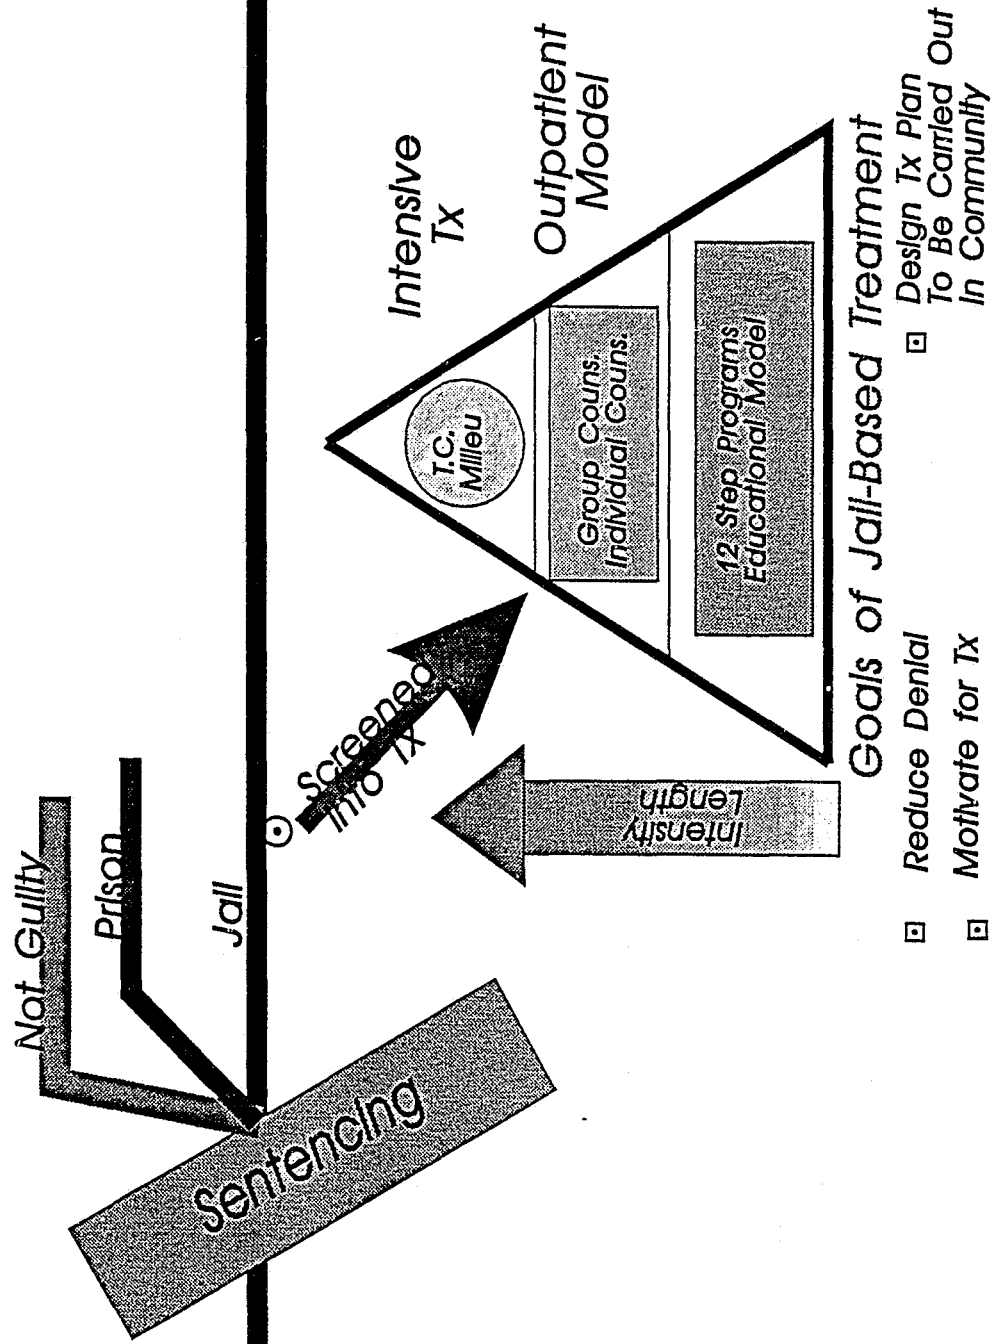 Not Guilty
Prison
Jail
Sentencing
Screened
Into Tx
Intensity
Length
Intensive
Tx
Outpatient
Model
T.C.
Milieu
Group Couns.
Individual Couns.
12 Step Programs
Educational Model
Goals of Jail-Based Treatment
Reduce Denial
Motivate for Tx
Design Tx Plan
To Be Carried Out
In Community